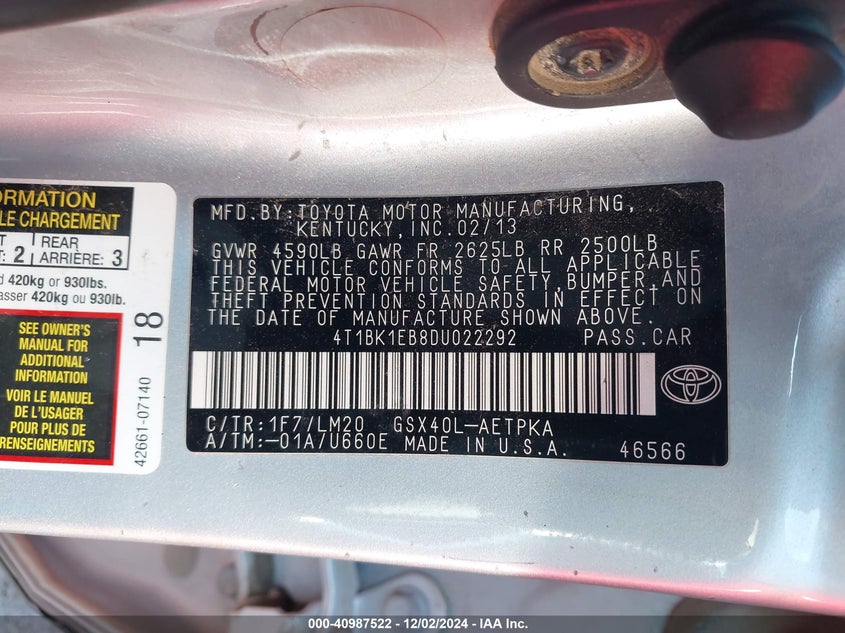 ORMATION
LE CHARGEMENT
2
REAR
ARRIÈRE: 3
420kg or 930lbs.
asser 420kg ou 930lb.
SEE OWNER'S
MANUAL FOR
ADDITIONAL
INFORMATION
VOIR LE MANUEL
DE L'USAGER
POUR PLUS DE
RENSEIGNEMENTS
18
42661-07140
MFD.BY:TOYOTA MOTOR MANUFACTURING,
KENTUCKY,INC.02/13
GVWR 4590LB GAWR FR 2625LB RR 2500LB
THIS VEHICLE CONFORMS TO ALL APPLICABLE
FEDERAL MOTOR VEHICLE SAFETY,BUMPER,AND
THEFT PREVENTION STANDARDS IN EFFECT ON
THE DATE OF MANUFACTURE SHOWN ABOVE.
4T1BK1EB8DU022292 PASS.CAR
C/TR:1F7/LM20 GSX40L-AETPKA
A/TM:-01A/U660E MADE IN U.S.A. 46566
000-40987522 - 12/02/2024 - IAA Inc.